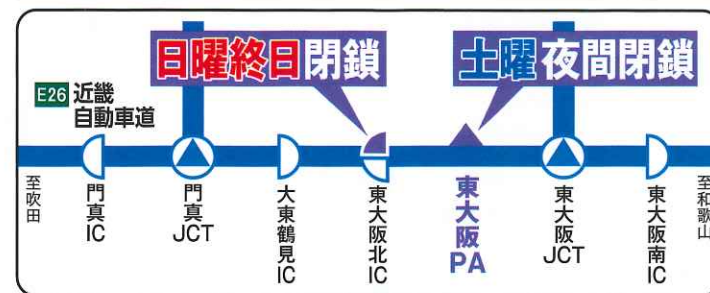 日曜終日閉鎖
土曜夜間閉鎖
E26 近畿
自動車道
至吹田
門真IC
門真JCT
大東鶴見IC
東大阪北IC
東大阪PA
東大阪JCT
東大阪南IC
至和歌山